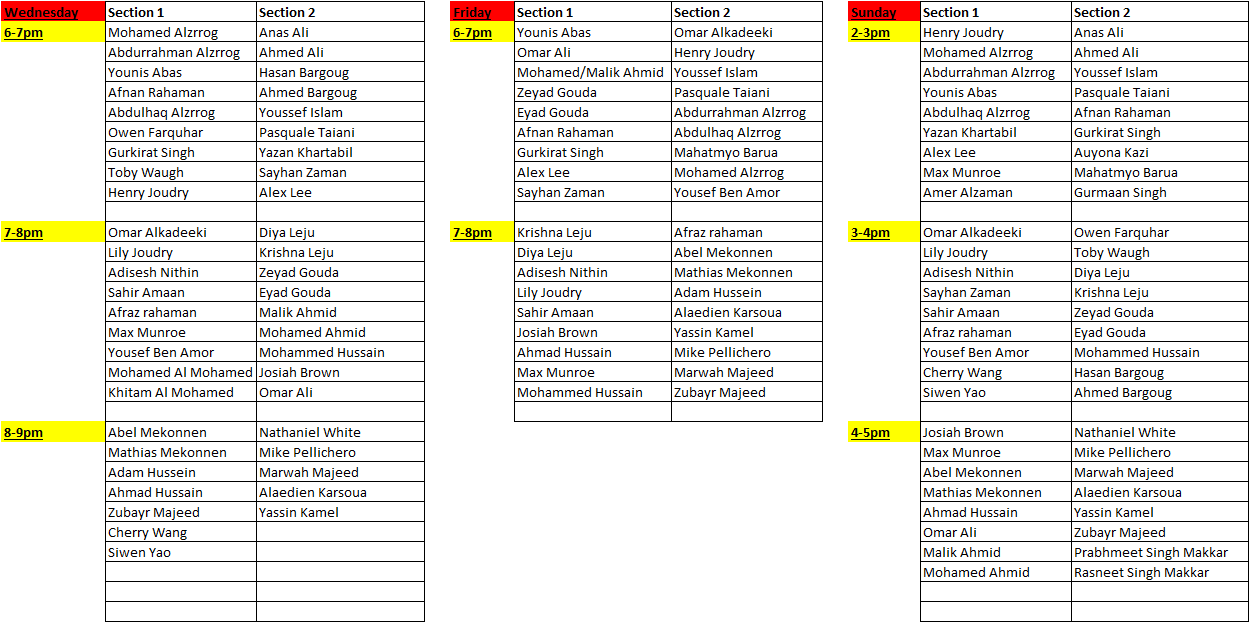 Wednesday Section 1 Section 2 Friday Section 1 Section 2 Sunday Section 1 Section 2
6-7pm Mohamed Alzrrog Anas Ali 6-7pm Younis Abas Omar Alkadeeki 2-3pm Henry Joudry Anas Ali
Abdurrahman Alzrrog Ahmed Ali Omar Ali Henry Joudry Mohamed Alzrrog Ahmed Ali
Younis Abas Hasan Bargoug Mohamed/Malik Ahmid Youssef Islam Abdurrahman Alzrrog Youssef Islam
Afnan Rahaman Ahmed Bargoug Zeyad Gouda Pasquale Taiani Younis Abas Pasquale Taiani
Abdulhaq Alzrrog Youssef Islam Eyad Gouda Abdurrahman Alzrrog Abdulhaq Alzrrog Afnan Rahaman
Owen Farquhar Pasquale Taiani Afnan Rahaman Abdulhaq Alzrrog Yazan Khartabil Gurkirat Singh
Gurkirat Singh Yazan Khartabil Gurkirat Singh Mahatmyo Barua Alex Lee Auyona Kazi
Toby Waugh Sayhan Zaman Alex Lee Mohamed Alzrrog Max Munroe Mahatmyo Barua
Henry Joudry Alex Lee Sayhan Zaman Yousef Ben Amor Amer Alzaman Gurmaan Singh
7-8pm Omar Alkadeeki Diya Leju 7-8pm Krishna Leju Afraz rahaman 3-4pm Omar Alkadeeki Owen Farquhar
Lily Joudry Krishna Leju Diya Leju Abel Mekonnen Lily Joudry Toby Waugh
Adisesh Nithin Zeyad Gouda Adisesh Nithin Mathias Mekonnen Adisesh Nithin Diya Leju
Sahir Amaan Eyad Gouda Lily Joudry Adam Hussein Sayhan Zaman Krishna Leju
Afraz rahaman Malik Ahmid Sahir Amaan Alaedien Karsoua Sahir Amaan Zeyad Gouda
Max Munroe Mohamed Ahmid Josiah Brown Yassin Kamel Afraz rahaman Eyad Gouda
Yousef Ben Amor Mohammed Hussain Ahmad Hussain Mike Pellichero Yousef Ben Amor Mohammed Hussain
Mohamed Al Mohamed Josiah Brown Max Munroe Marwah Majeed Cherry Wang Hasan Bargoug
Khitam Al Mohamed Omar Ali Mohammed Hussain Zubayr Majeed Siwen Yao Ahmed Bargoug
8-9pm Abel Mekonnen Nathaniel White 4-5pm Josiah Brown Nathaniel White
Mathias Mekonnen Mike Pellichero Max Munroe Mike Pellichero
Adam Hussein Marwah Majeed Abel Mekonnen Marwah Majeed
Ahmad Hussain Alaedien Karsoua Mathias Mekonnen Alaedien Karsoua
Zubayr Majeed Yassin Kamel Ahmad Hussain Yassin Kamel
Cherry Wang Omar Ali Zubayr Majeed
Siwen Yao Malik Ahmid Prabhmeet Singh Makkar
Mohamed Ahmid Rasneet Singh Makkar